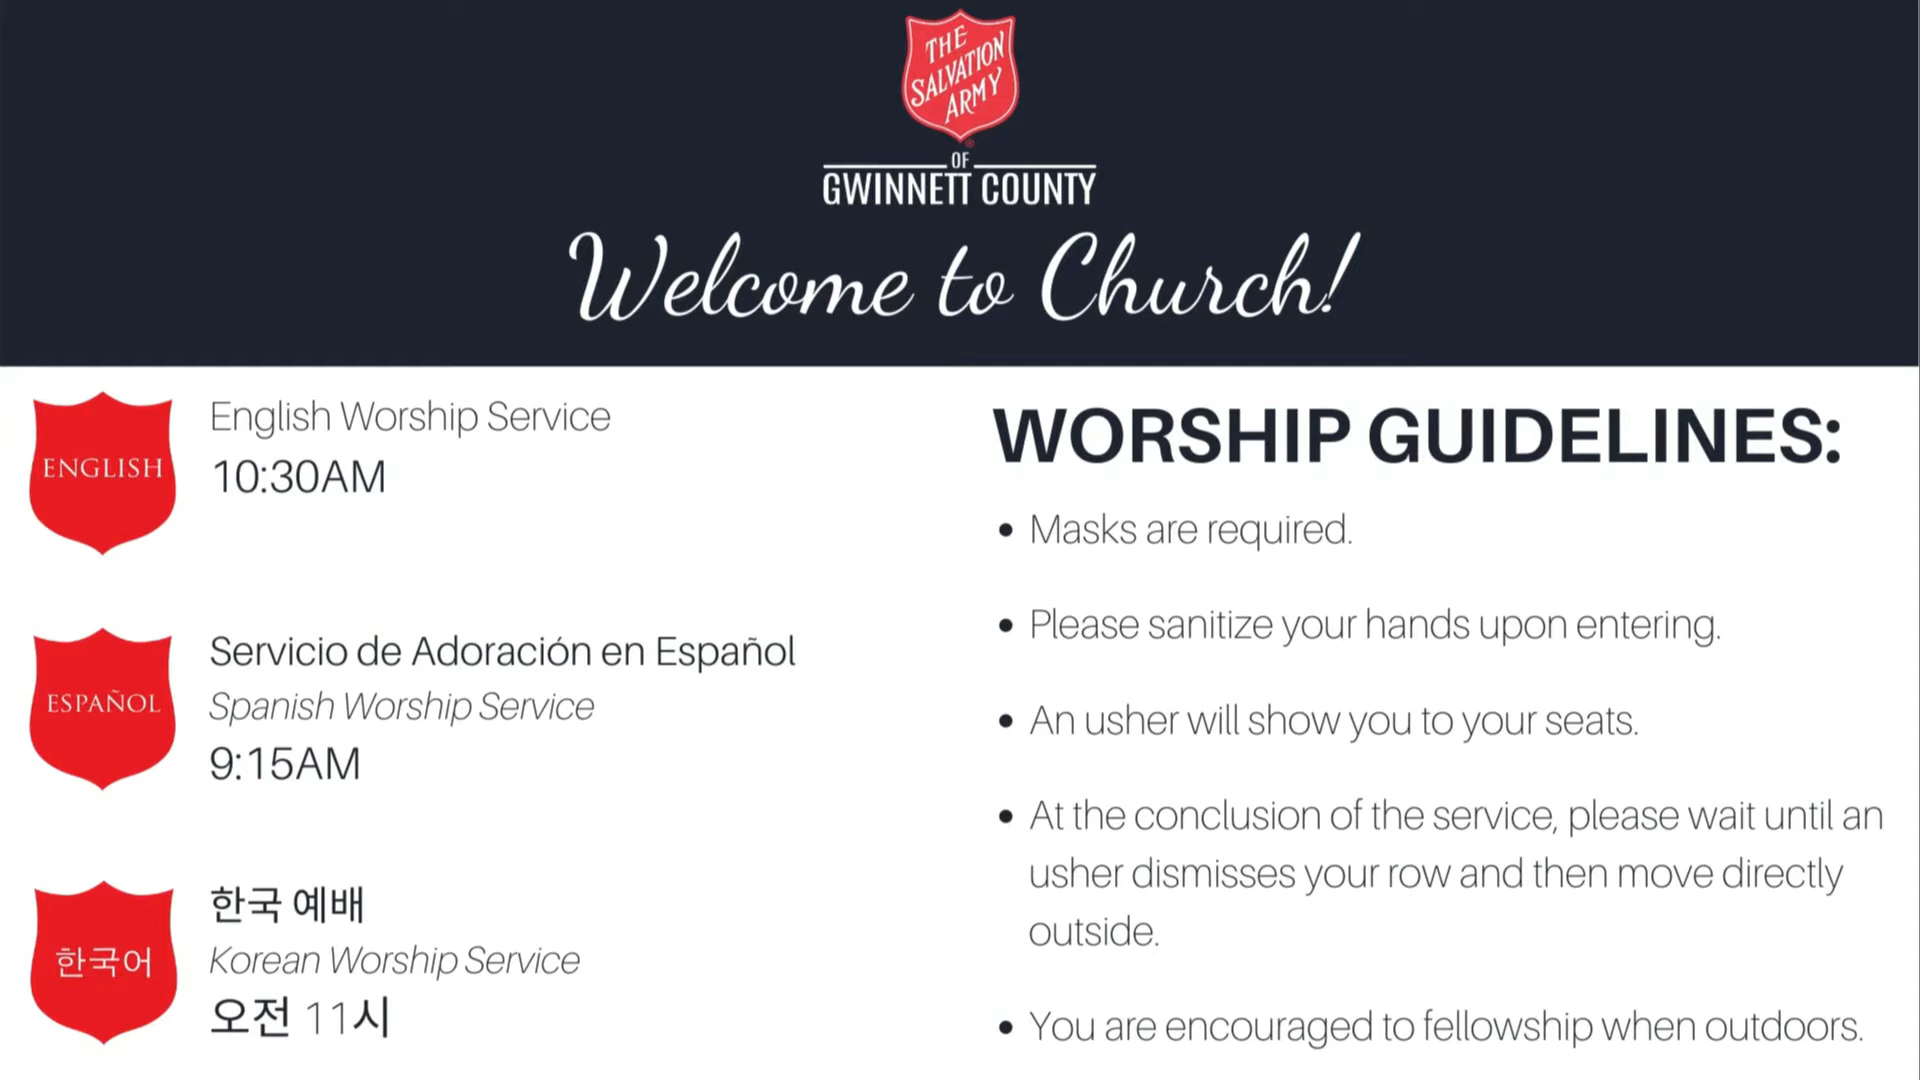 THE
SALVATION
ARMY
OF
GWINNETT COUNTY
Welcome to Church!
ENGLISH
English Worship Service
10:30AM
ESPAÑOL
Servicio de Adoración en Español
Spanish Worship Service
9:15AM
한국어
한국 예배
Korean Worship Service
오전 11시
WORSHIP GUIDELINES:
• Masks are required.
• Please sanitize your hands upon entering.
• An usher will show you to your seats.
• At the conclusion of the service, please wait until an
usher dismisses your row and then move directly
outside.
• You are encouraged to fellowship when outdoors.